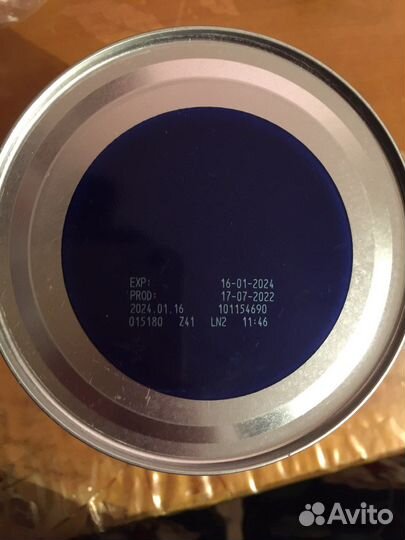 EXP: 16-01-2024
PROD: 17-07-2022
2024.01.16 101154690
015180 Z41 LN2 11:46
Avito